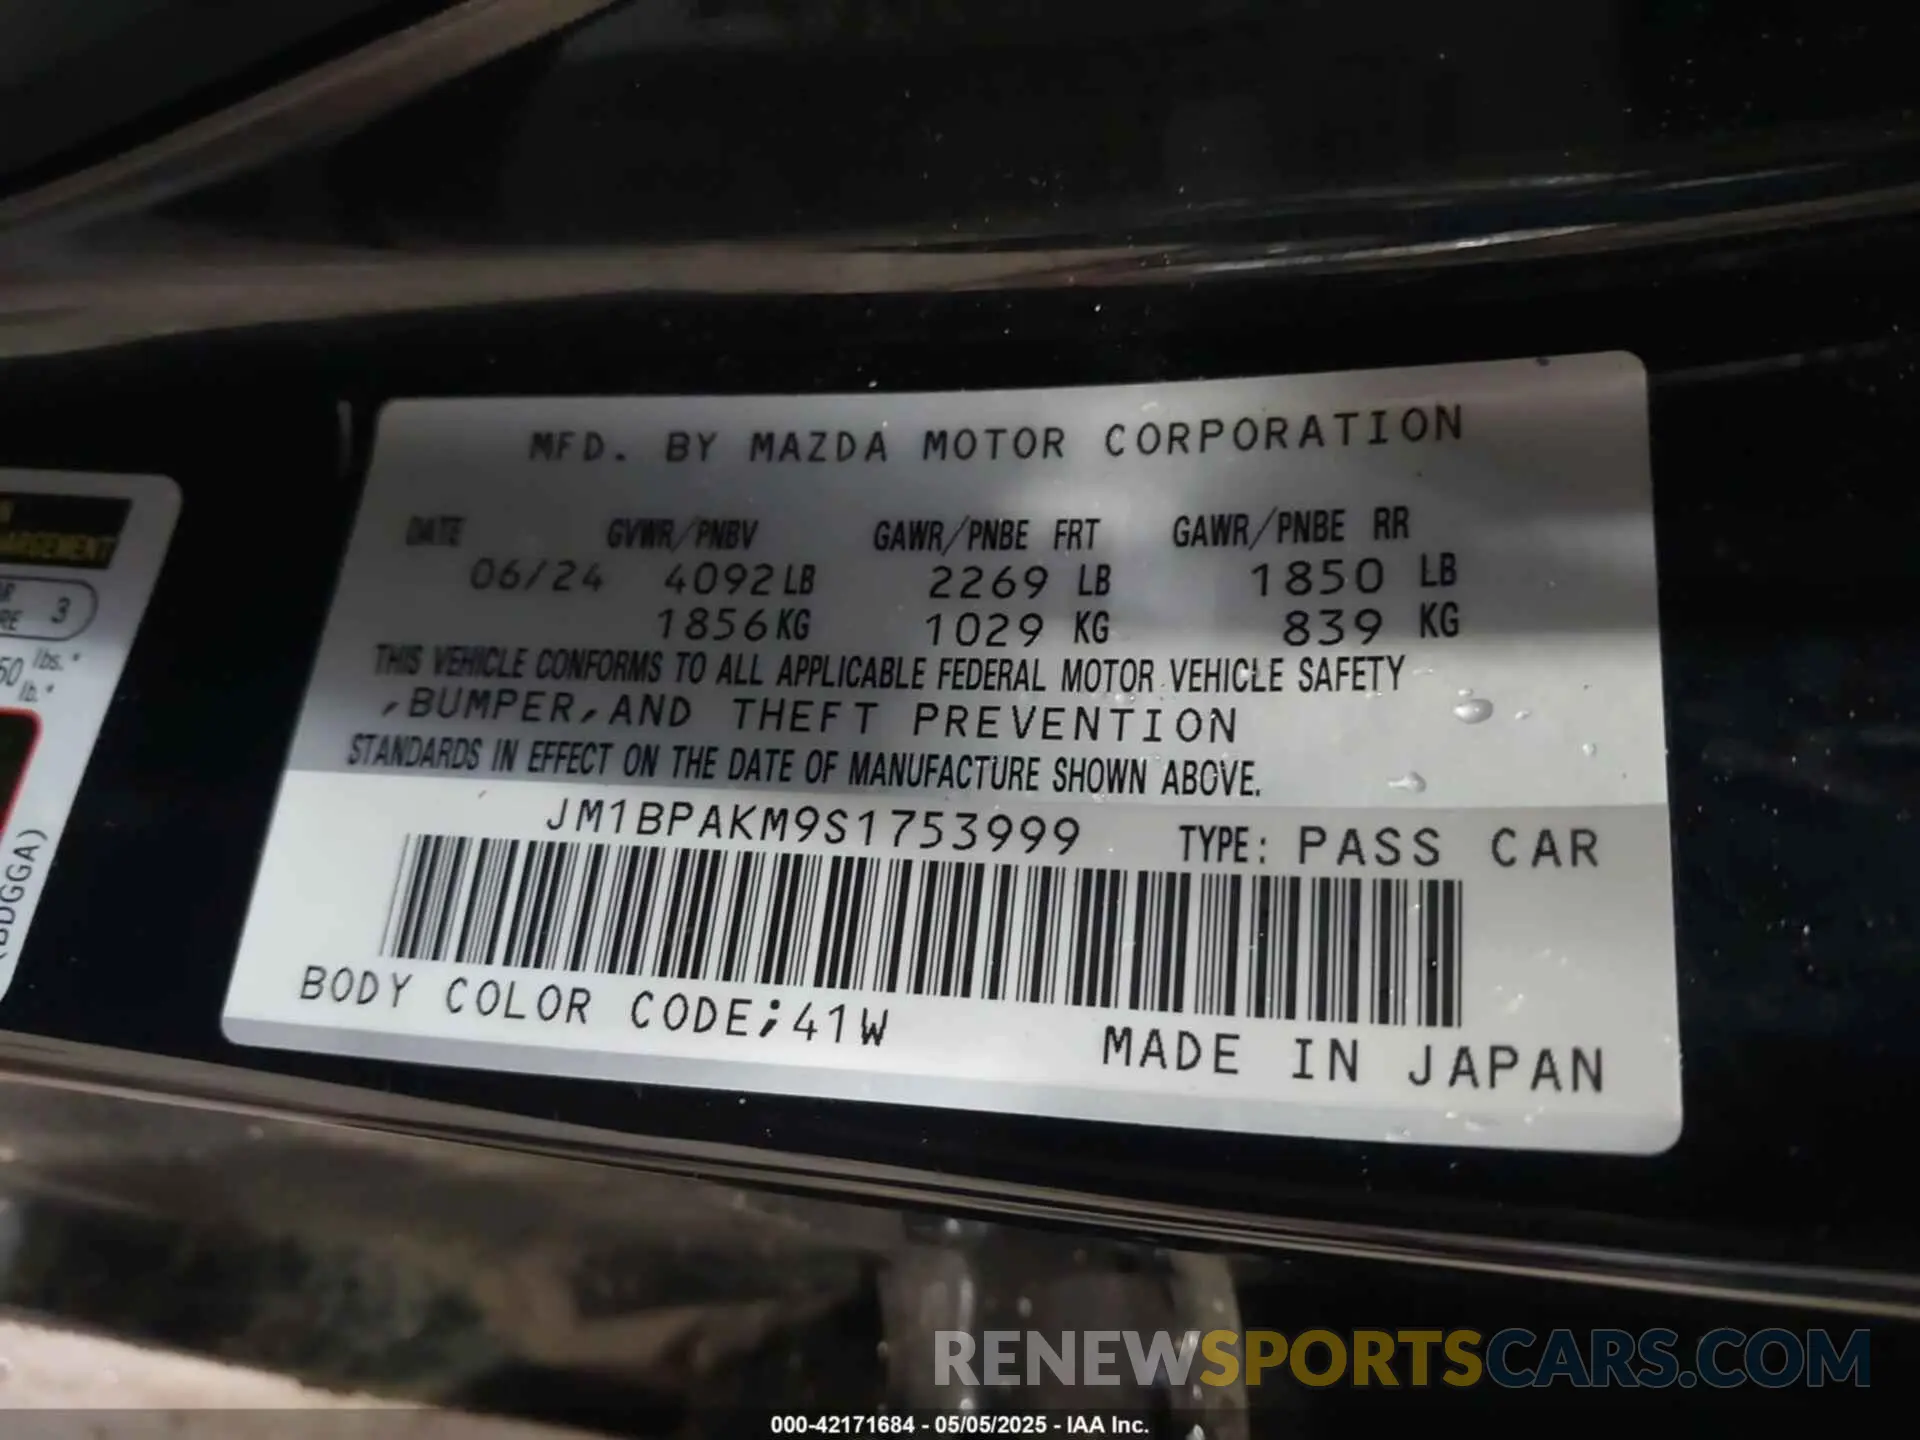 MFD. BY MAZDA MOTOR CORPORATION
DATE GVWR/PNBV GAWR/PNBE FRT GAWR/PNBE RR
06/24 4092 LB 2269 LB 1850 LB
1856 KG 1029 KG 839 KG
THIS VEHICLE CONFORMS TO ALL APPLICABLE FEDERAL MOTOR VEHICLE SAFETY
,BUMPER,AND THEFT PREVENTION
STANDARDS IN EFFECT ON THE DATE OF MANUFACTURE SHOWN ABOVE.
JM1BPAKM9S1753999 TYPE: PASS CAR
BODY COLOR CODE;41W
MADE IN JAPAN
3
lbs.*
lb.*
RENEWSPORTSCARS.COM
000-42171684 - 05/05/2025 - IAA Inc.